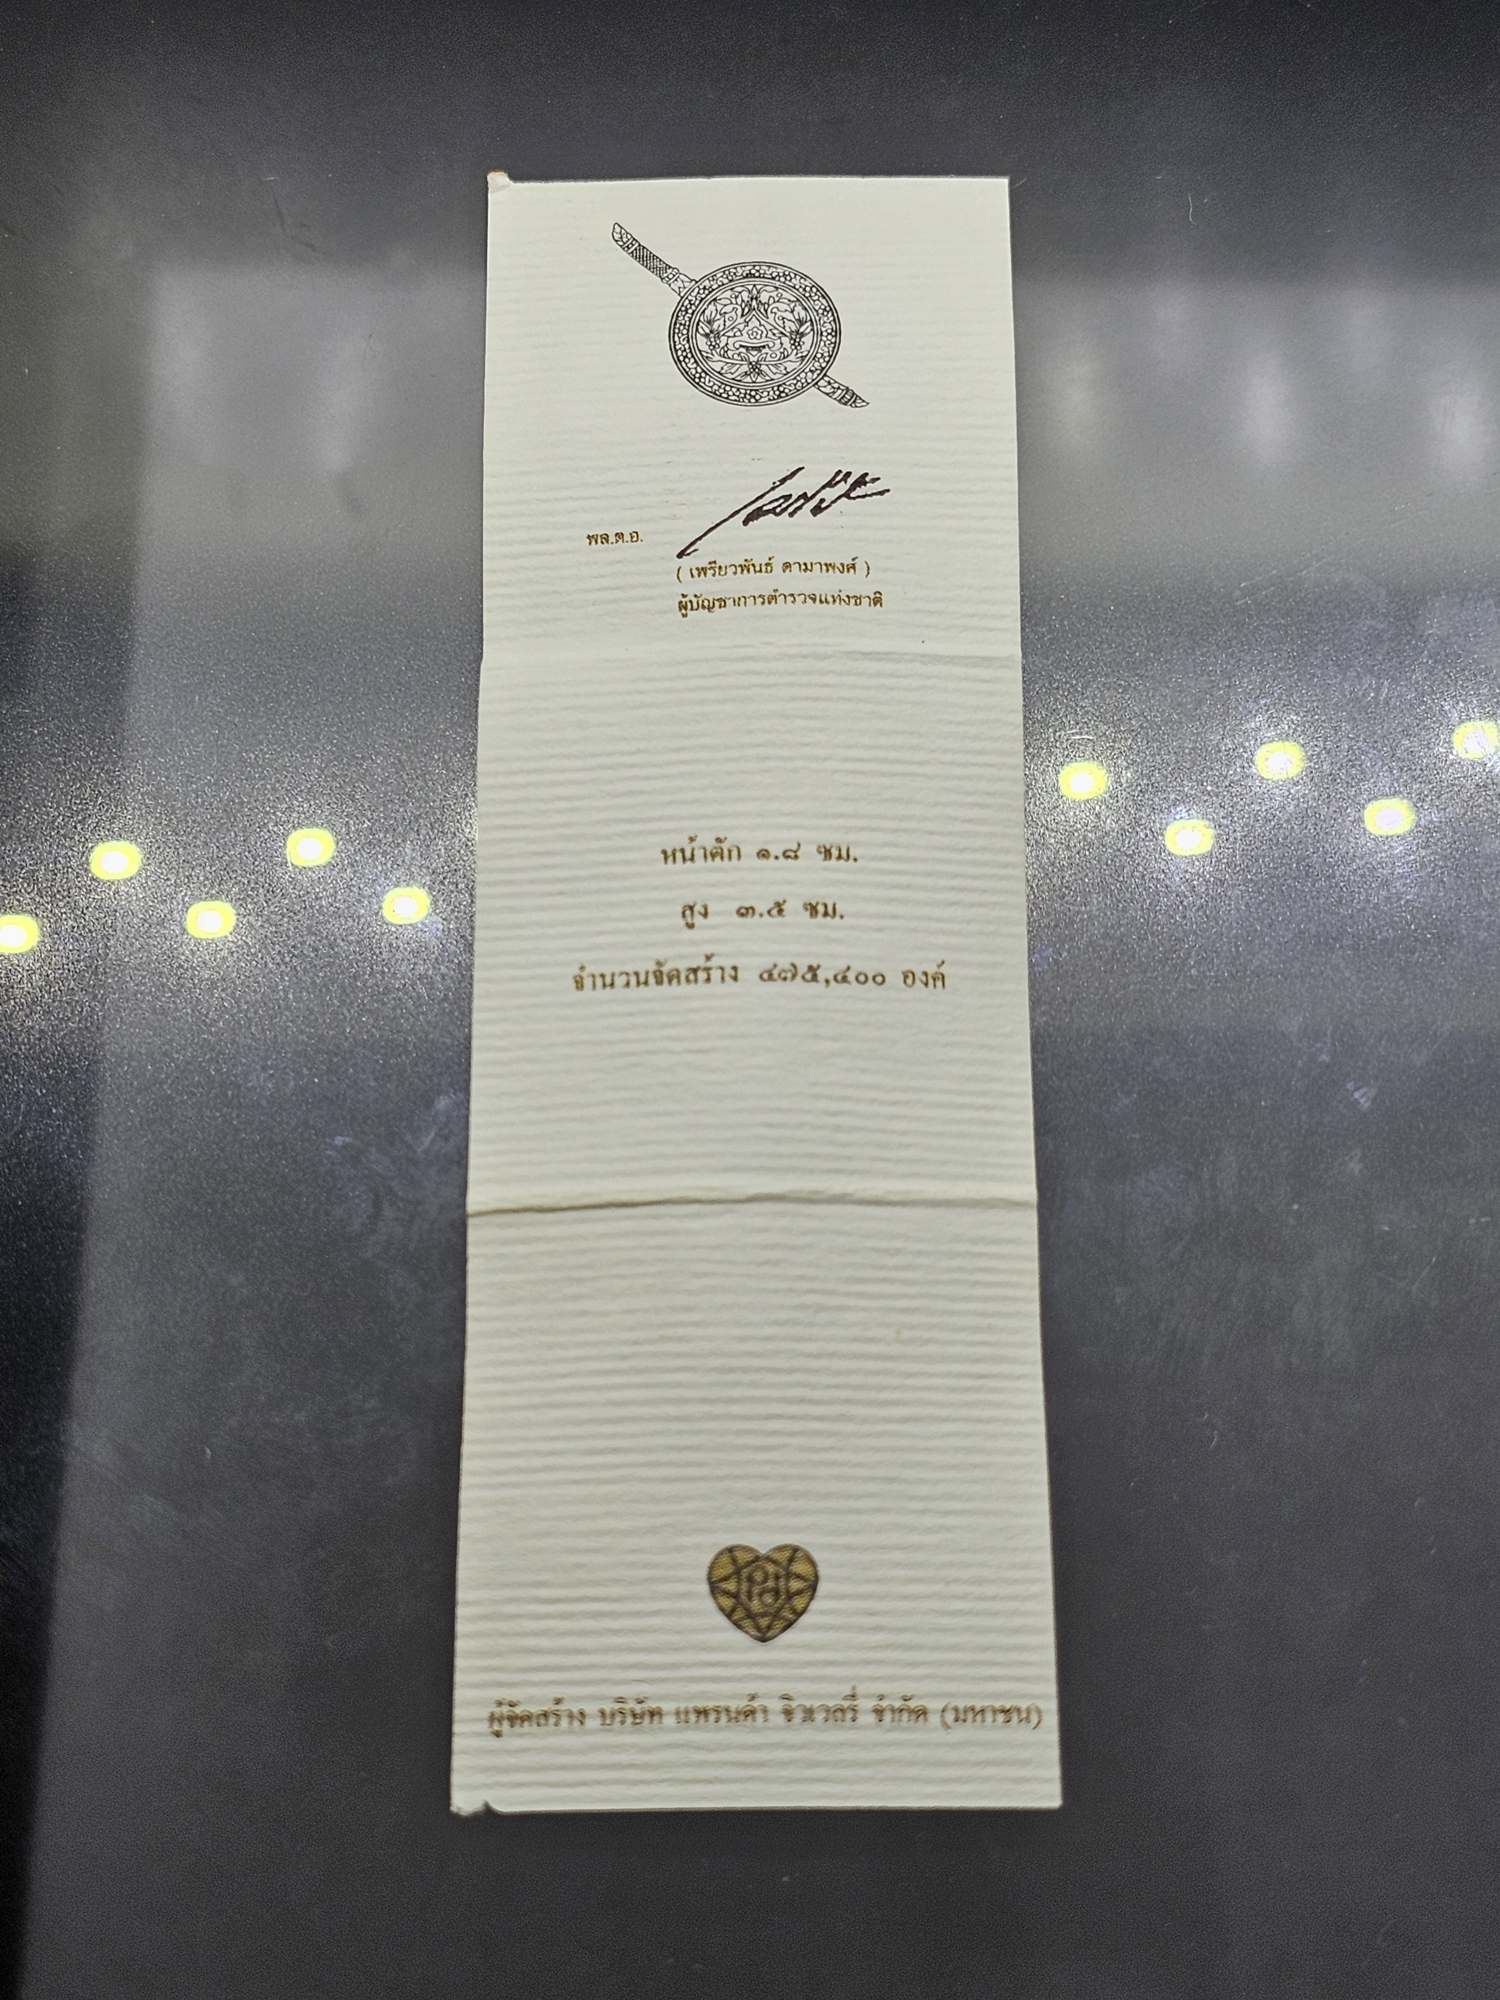 พล.ต.อ.
( เพรียวพันธ์ ดามาพงศ์ )
ผู้บัญชาการตำรวจแห่งชาติ
หน้าตัก ๑.๘ ซม.
สูง ๓.๕ ซม.
จำนวนจัดสร้าง ๔๗๕,๔๐๐ องค์
ผู้จัดสร้าง บริษัท แพรนด้า จิวเวลรี่ จำกัด (มหาชน)